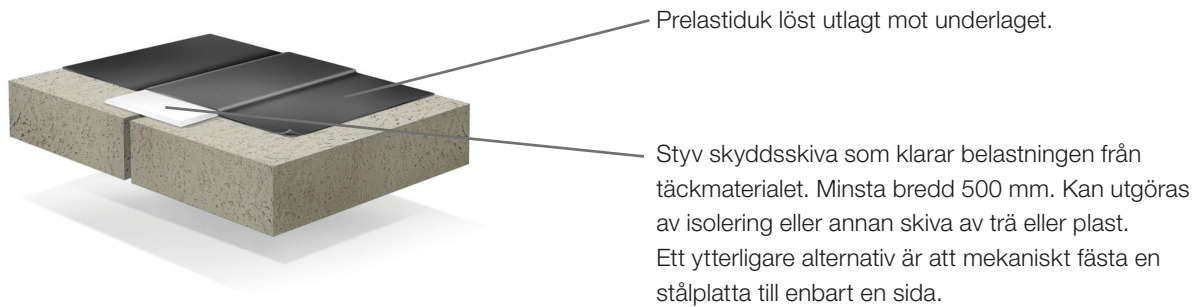 Prelastiduk löst utlagt mot underlaget.
Styv skyddsskiva som klarar belastningen från
täckmaterialet. Minsta bredd 500 mm. Kan utgöras
av isolering eller annan skiva av trä eller plast.
Ett ytterligare alternativ är att mekaniskt fästa en
stålplatta till enbart en sida.